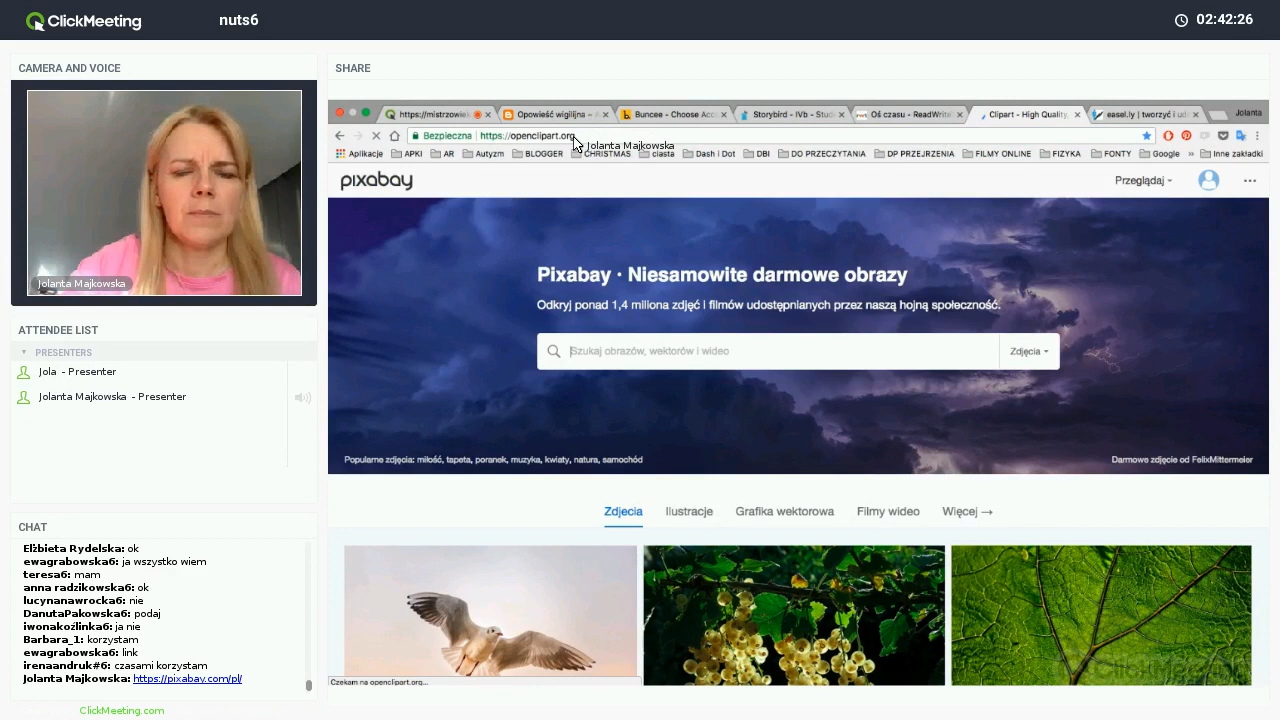 ClickMeeting
nuts6
02:42:26
CAMERA AND VOICE
Jolanta Majkowska
ATTENDEE LIST
PRESENTERS
Jola - Presenter
Jolanta Majkowska - Presenter
CHAT
Elżbieta Rydelska: ok
ewagrabowska6: ja wszystko wiem
teresa6: mam
anna radzikowska6: ok
lucynanawrocka6: nie
DanutaPakowska6: podaj
iwonakoźlinka6: ja nie
Barbara_1: korzystam
ewagrabowska6: link
irenaandruk#6: czasami korzystam
Jolanta Majkowska: https://pixabay.com/pl/
ClickMeeting.com
SHARE
https://mistrzowie Opowieść wigilijna – Buncee - Choose Acc Storybird - IVb - Stud Oś czasu - ReadWrite Clipart - High Quality, easel.ly | tworzyć i ud Jolanta
Bezpieczna https://openclipart.org
Jolanta Majkowska
Aplikacje APKI AR Autyzm BLOGGER CHRISTMAS ciasta Dash i Dot DBI DO PRZECZYTANIA DP PRZEJRZENIA FILMY ONLINE FIZYKA FONTY Google » Inne zakładki
pixabay
Przeglądaj
Pixabay · Niesamowite darmowe obrazy
Odkryj ponad 1,4 miliona zdjęć i filmów udostępnianych przez naszą hojną społeczność.
Szukaj obrazów, wektorów i wideo
Zdjęcia
Popularne zdjęcia: miłość, tapeta, poranek, muzyka, kwiaty, natura, samochód
Darmowe zdjęcie od FelixMittermeier
Zdjecia Ilustracje Grafika wektorowa Filmy wideo Więcej →
Czekam na openclipart.org...